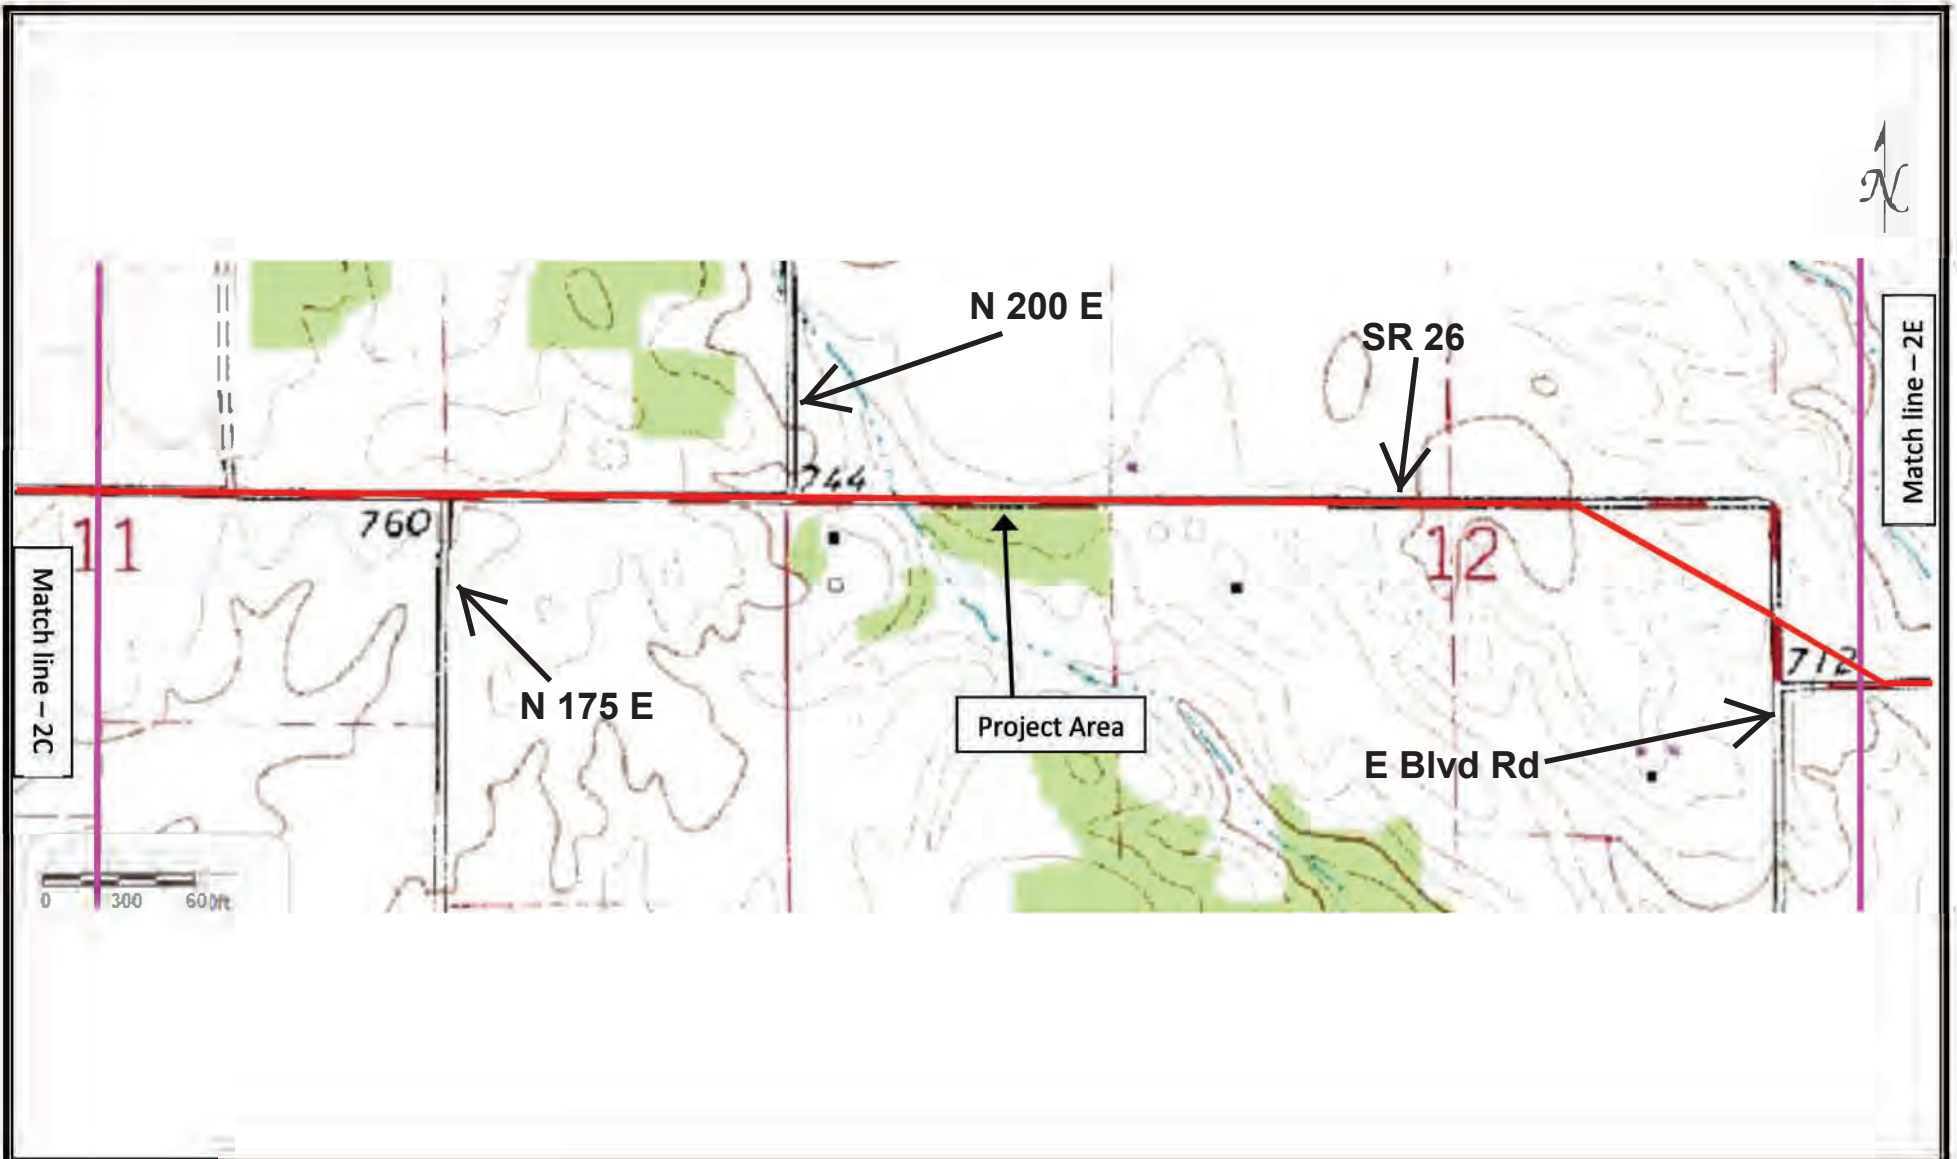 N
N 200 E
SR 26
Match line – 2E
744
760
11
12
Match line – 2C
N 175 E
712
Project Area
E Blvd Rd
0 300 600ft